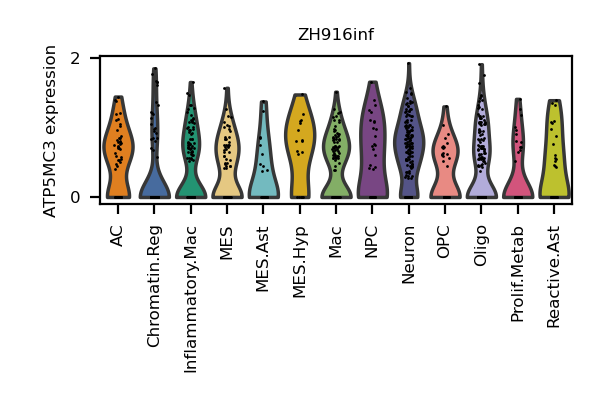 ZH916inf
ATP5MC3 expression
2
0
AC
Chromatin.Reg
Inflammatory.Mac
MES
MES.Ast
MES.Hyp
Mac
NPC
Neuron
OPC
Oligo
Prolif.Metab
Reactive.Ast